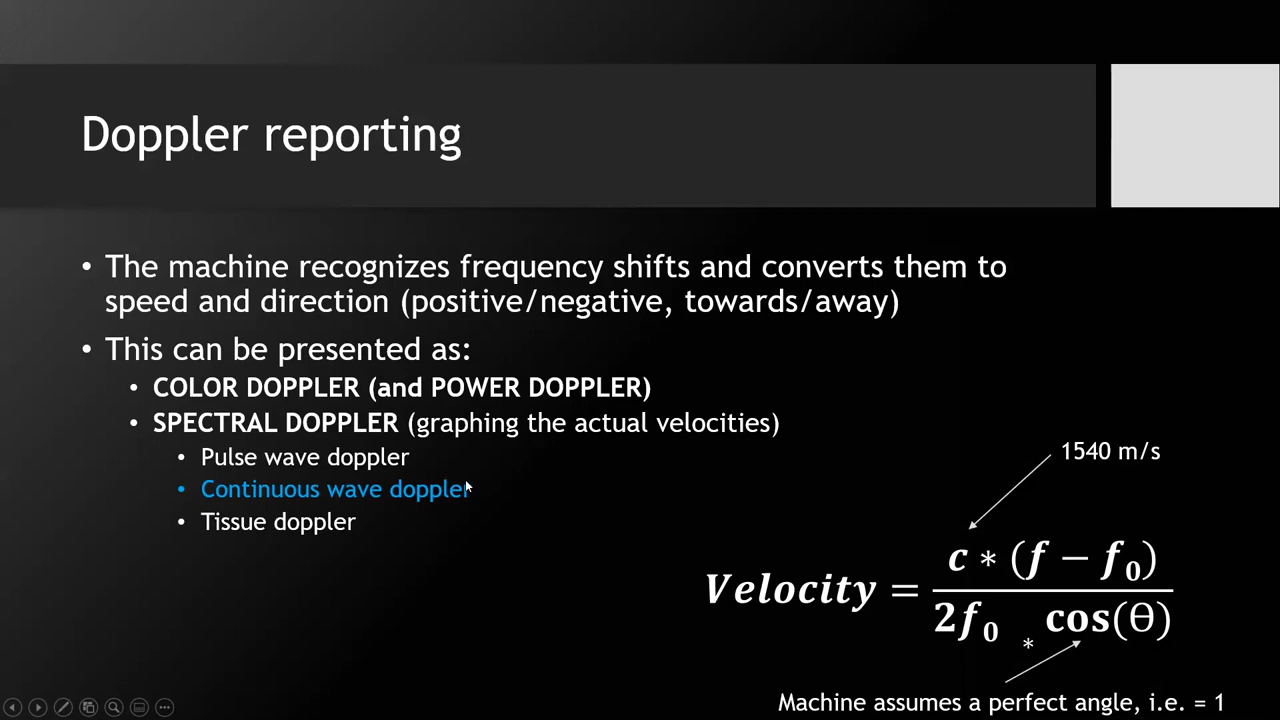 Doppler reporting
• The machine recognizes frequency shifts and converts them to
speed and direction (positive/negative, towards/away)
• This can be presented as:
• COLOR DOPPLER (and POWER DOPPLER)
• SPECTRAL DOPPLER (graphing the actual velocities)
• Pulse wave doppler
• Continuous wave doppler
• Tissue doppler
1540 m/s
Velocity = c * (f − f₀) / 2f₀ * cos(Θ)
Machine assumes a perfect angle, i.e. = 1